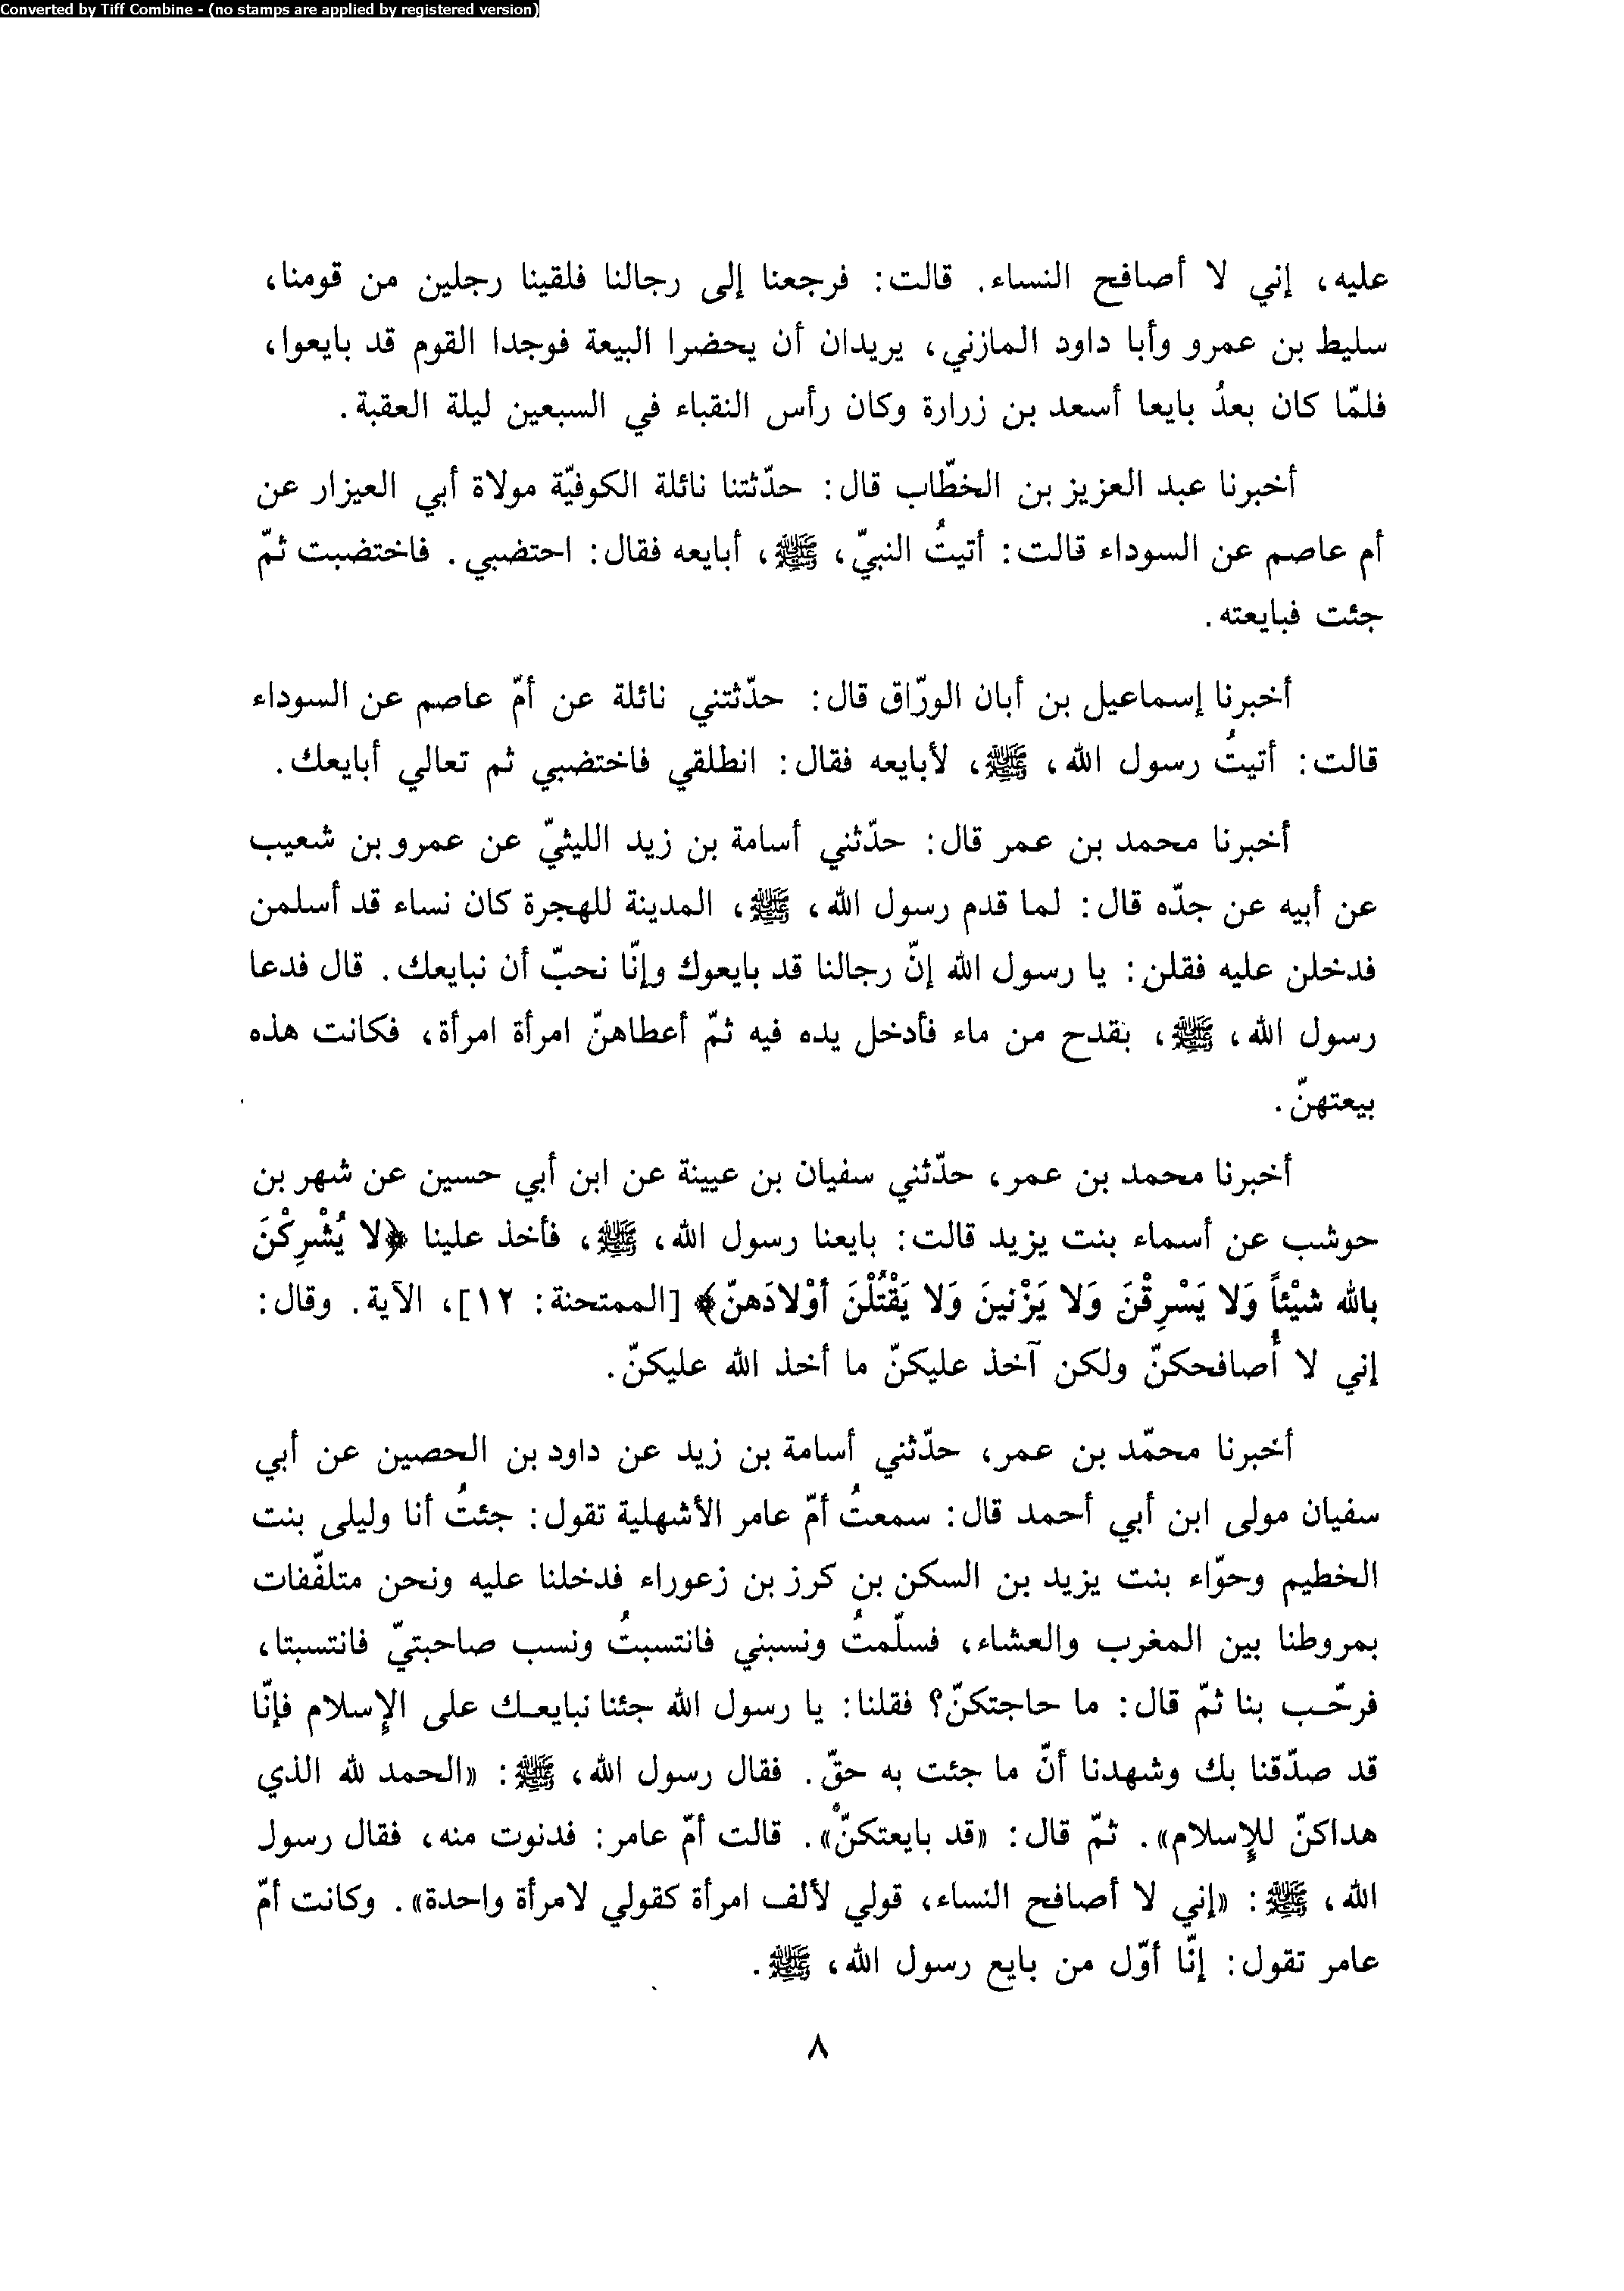 Converted by Tiff Combine - (no stamps are applied by registered version)
عليه، إني لا أصافح النساء. قالت: فرجعنا إلى رجالنا فلقينا رجلين من قومنا،
سليط بن عمرو وأبا داود المازني، يريدان أن يحضرا البيعة فوجدا القوم قد بايعوا،
فلمّا كان بعدُ بايعا أسعد بن زرارة وكان رأس النقباء في السبعين ليلة العقبة.
أخبرنا عبد العزيز بن الخطّاب قال: حدّثتنا نائلة الكوفيّة مولاة أبي العيزار عن
أم عاصم عن السوداء قالت: أتيتُ النبيّ، ﷺ، أبايعه فقال: احتضبي. فاختضبت ثمّ
جئت فبايعته.
أخبرنا إسماعيل بن أبان الورّاق قال: حدّثتني نائلة عن أمّ عاصم عن السوداء
قالت: أتيتُ رسول الله، ﷺ، لأبايعه فقال: انطلقي فاختضبي ثم تعالي أبايعك.
أخبرنا محمد بن عمر قال: حدّثني أسامة بن زيد الليثيّ عن عمرو بن شعيب
عن أبيه عن جدّه قال: لما قدم رسول الله، ﷺ، المدينة للهجرة كان نساء قد أسلمن
فدخلن عليه فقلن: يا رسول الله إنّ رجالنا قد بايعوك وإنّا نحبّ أن نبايعك. قال فدعا
رسول الله، ﷺ، بقدح من ماء فأدخل يده فيه ثمّ أعطاهنّ امرأة امرأة، فكانت هذه
بيعتهنّ.
أخبرنا محمد بن عمر، حدّثني سفيان بن عيينة عن ابن أبي حسين عن شهر بن
حوشب عن أسماء بنت يزيد قالت: بايعنا رسول الله، ﷺ، فأخذ علينا ﴿لا يُشْرِكْنَ
بالله شيْئاً وَلا يَسْرِقْنَ وَلا يَزْنينَ وَلا يَقْتُلْنَ أوْلادَهنّ﴾ [الممتحنة: ١٢]، الآية. وقال:
إني لا أُصافحكنّ ولكن آخذ عليكنّ ما أخذ الله عليكنّ.
أخبرنا محمّد بن عمر، حدّثني أسامة بن زيد عن داود بن الحصين عن أبي
سفيان مولى ابن أبي أحمد قال: سمعتُ أمّ عامر الأشهلية تقول: جئتُ أنا وليلى بنت
الخطيم وحوّاء بنت يزيد بن السكن بن كرز بن زعوراء فدخلنا عليه ونحن متلفّفات
بمروطنا بين المغرب والعشاء، فسلّمتُ ونسبني فانتسبتُ ونسب صاحبتيّ فانتسبتا،
فرحّب بنا ثمّ قال: ما حاجتكنّ؟ فقلنا: يا رسول الله جئنا نبايعك على الإسلام فإنّا
قد صدّقنا بك وشهدنا أنّ ما جئت به حقّ. فقال رسول الله، ﷺ: «الحمد لله الذي
هداكنّ للإسلام». ثمّ قال: «قد بايعتكنّ». قالت أمّ عامر: فدنوت منه، فقال رسول
الله، ﷺ: «إني لا أصافح النساء، قولي لألف امرأة كقولي لامرأة واحدة». وكانت أمّ
عامر تقول: إنّا أوّل من بايع رسول الله، ﷺ.
٨